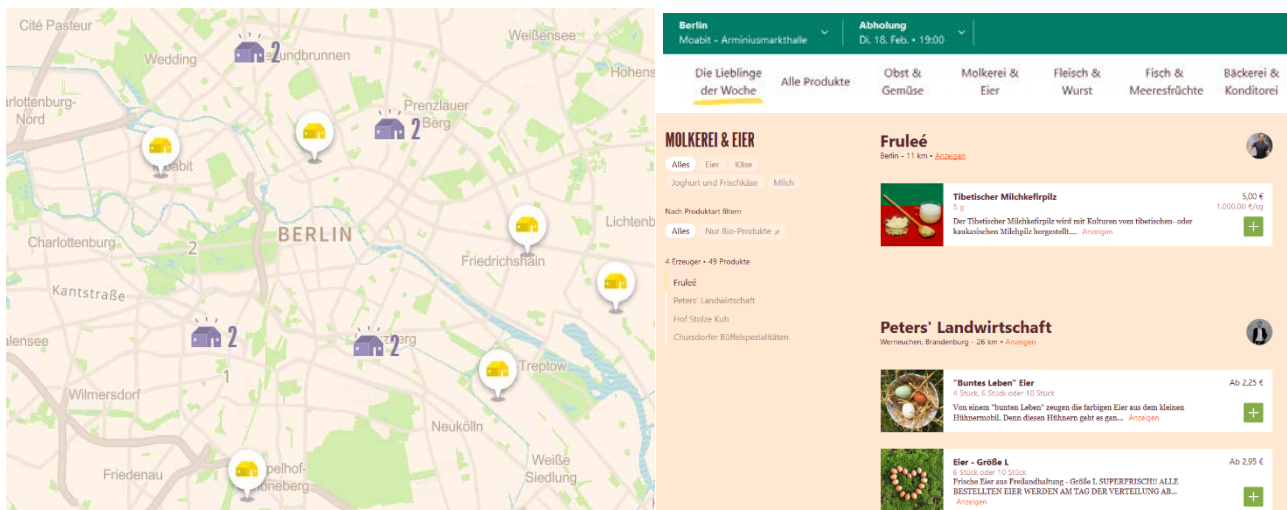 Cité Pasteur
Weißensee
Wedding
2
undbrunnen
Hohens
Nord
Prenzlauer
2
Berg
Lichtenb
BERLIN
Charlottenburg
2
Friedrichshain
Kantstraße
2
2
1
Treptow
Wilmersdorf
Neukölln
Weiße
Siedlung
Friedenau
Berlin
Moabit - Arminiusmarkthalle
Abholung
Di. 18. Feb. • 19:00
Die Lieblinge
der Woche
Alle Produkte
Obst &
Gemüse
Molkerei &
Eier
Fleisch &
Wurst
Fisch &
Meeresfrüchte
Bäckerei &
Konditorei
MOLKEREI & EIER
Alles Eier Käse
Joghurt und Frischkäse Milch
Nach Produktart filtern
Alles Nur Bio-Produkte
4 Erzeuger • 49 Produkte
Fruleé
Peters' Landwirtschaft
Hof Stolze Kuh
Chursdorfer Büffelspezialitäten
Fruleé
Berlin - 11 km • Anzeigen
Tibetischer Milchkefirpilz
5,00 €
5 g
1.000,00 €/kg
Der Tibetischer Milchkefirpilz wird mit Kulturen vom tibetischen- oder
kaukasischen Milchpilz hergestellt.... Anzeigen
Peters' Landwirtschaft
Werneuchen, Brandenburg - 26 km • Anzeigen
"Buntes Leben" Eier
Ab 2,25 €
4 Stück, 6 Stück oder 10
Stück
Von einem "bunten Leben" zeugen die farbigen Eier aus dem kleinen
Hühnermobil. Denn diesen Hühnern geht es gan... Anzeigen
Eier - Größe L
Ab 2,95 €
6 Stück oder 10 Stück
Frische Eier aus Freilandhaltung - Größe L SUPERFRISCH!! ALLE
BESTELLTEN EIER WERDEN AM TAG DER VERTEILUNG AB...
Anzeigen